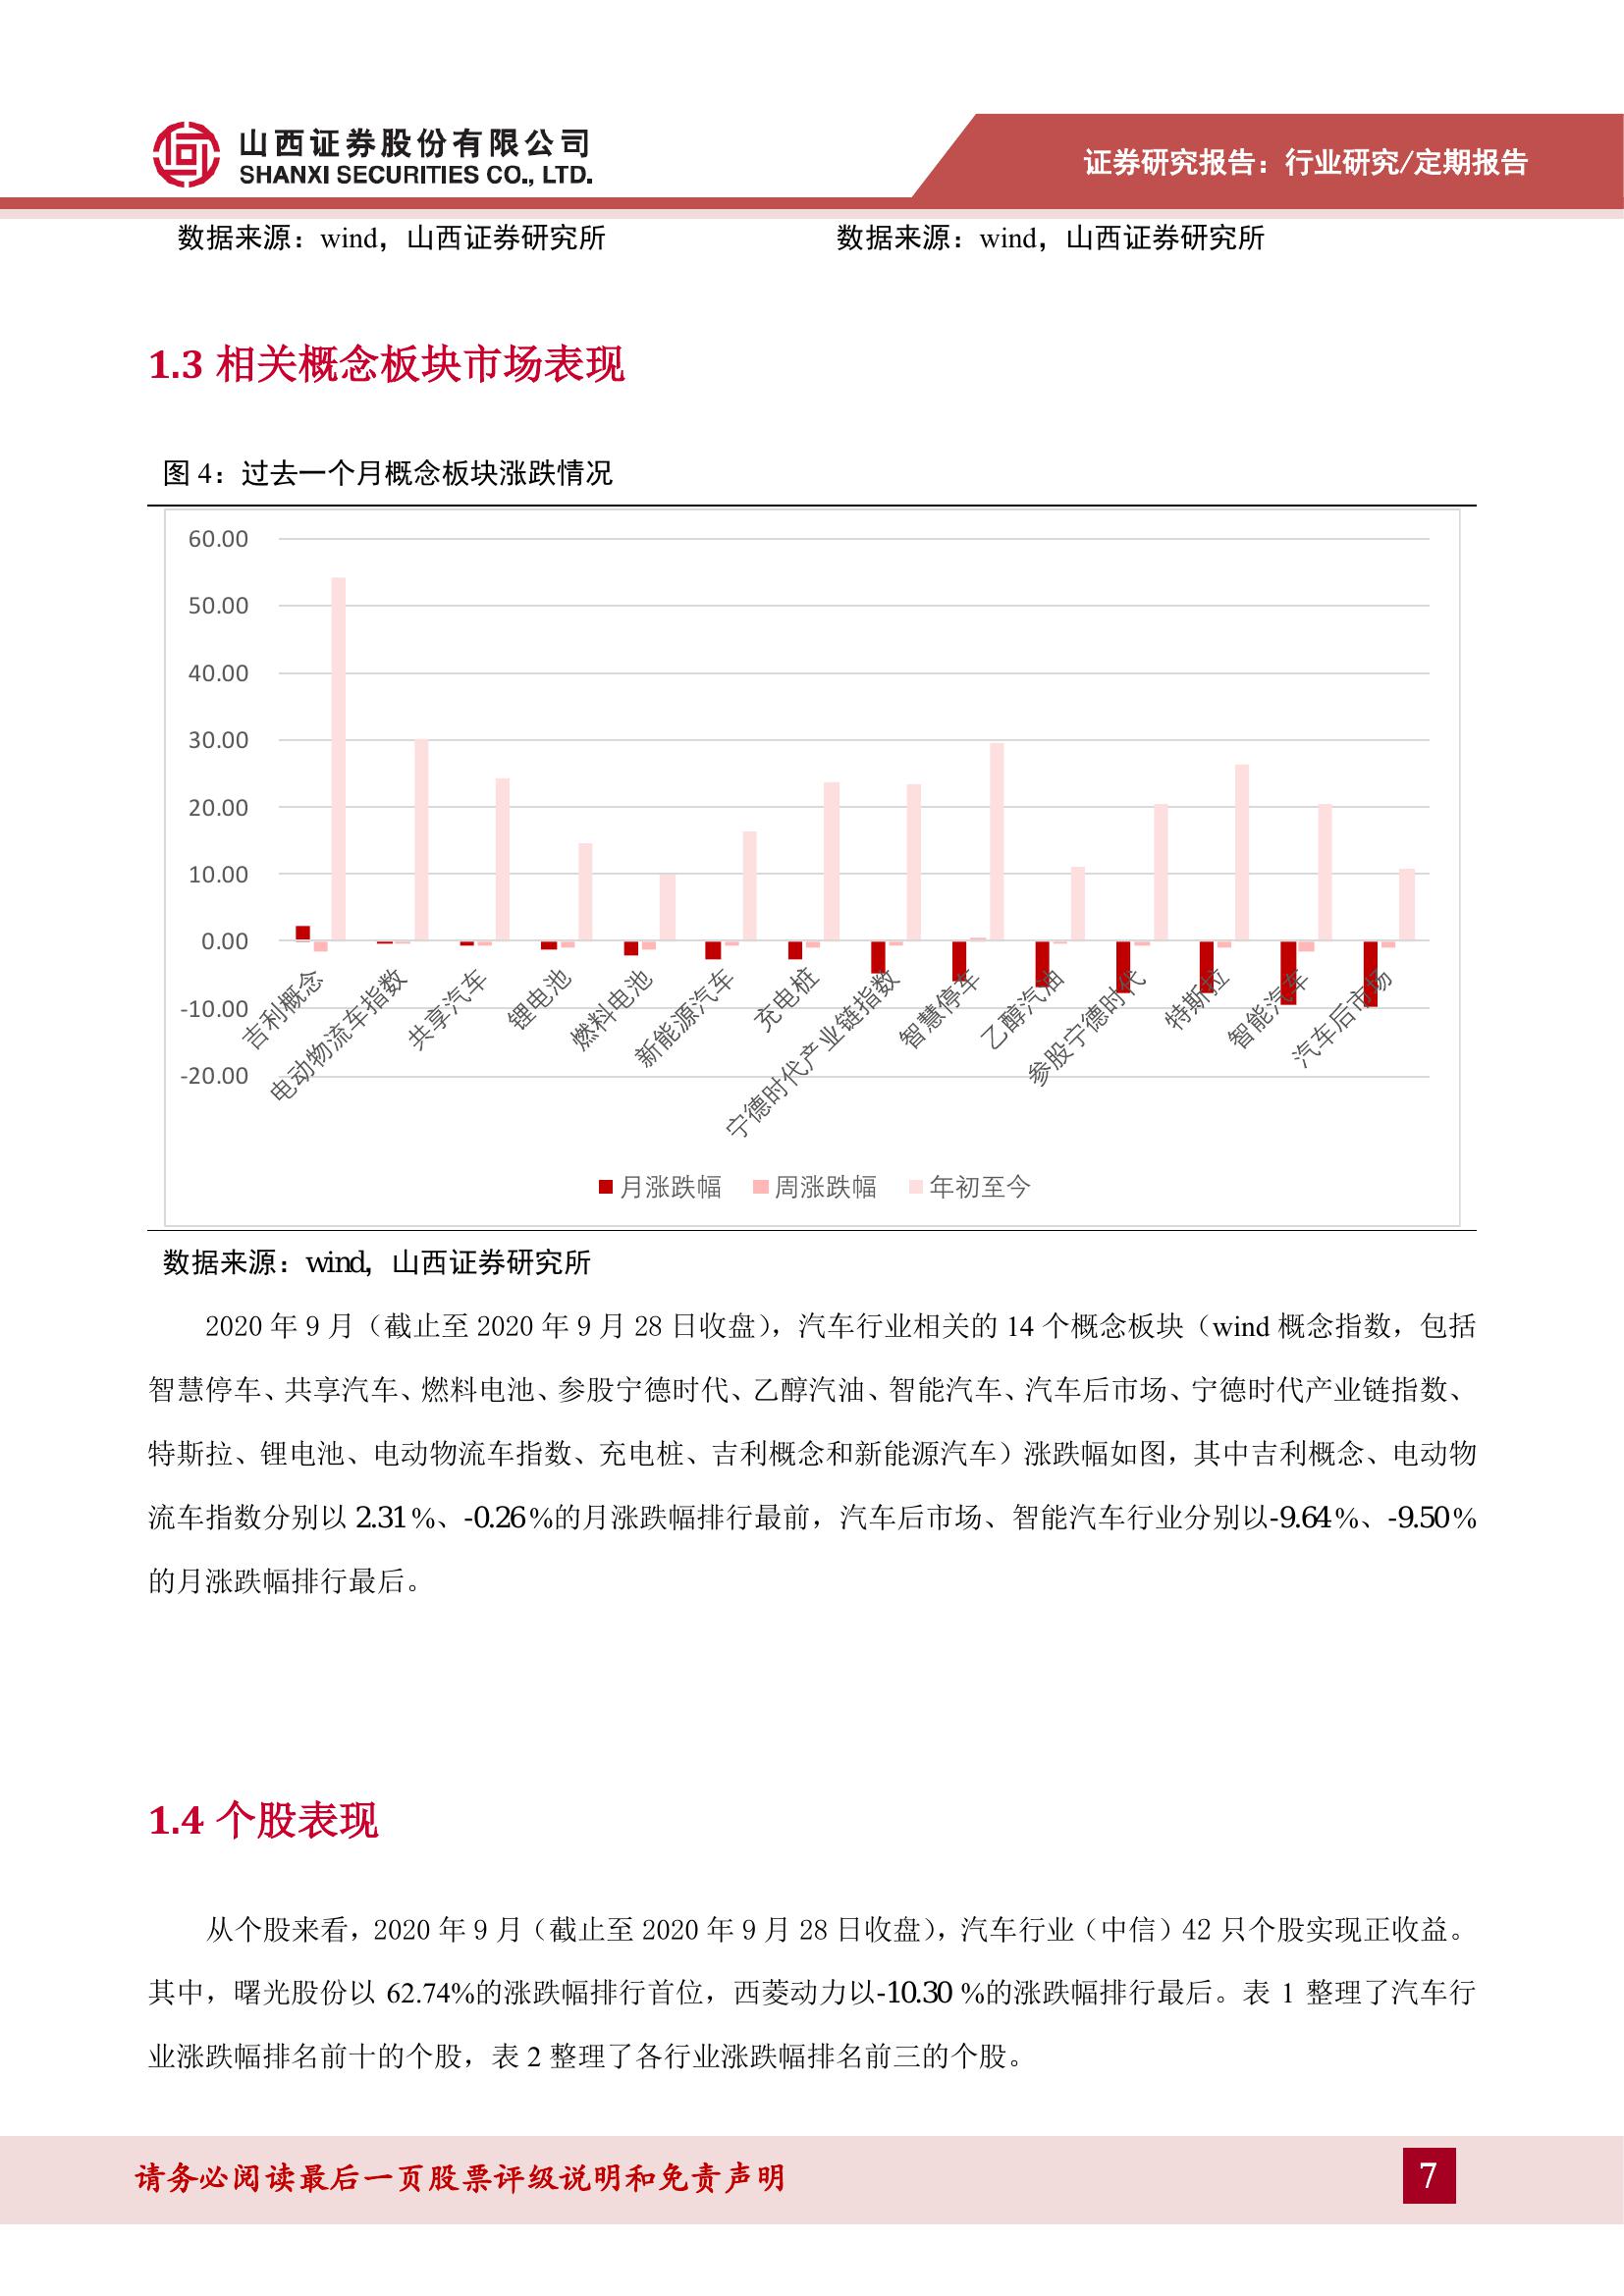 山西证券股份有限公司
SHANXI SECURITIES CO., LTD.
证券研究报告：行业研究/定期报告
数据来源：wind，山西证券研究所
数据来源：wind，山西证券研究所
1.3 相关概念板块市场表现
图 4：过去一个月概念板块涨跌情况
60.00
50.00
40.00
30.00
20.00
10.00
0.00
-10.00
-20.00
吉利概念
电动物流车指数
共享汽车
锂电池
燃料电池
新能源汽车
充电桩
宁德时代产业链指数
智慧停车
乙醇汽油
参股宁德时代
特斯拉
智能汽车
汽车后市场
月涨跌幅
周涨跌幅
年初至今
数据来源：wind，山西证券研究所
2020 年 9 月（截止至 2020 年 9 月 28 日收盘），汽车行业相关的 14 个概念板块（wind 概念指数，包括
智慧停车、共享汽车、燃料电池、参股宁德时代、乙醇汽油、智能汽车、汽车后市场、宁德时代产业链指数、
特斯拉、锂电池、电动物流车指数、充电桩、吉利概念和新能源汽车）涨跌幅如图，其中吉利概念、电动物
流车指数分别以 2.31 %、-0.26 %的月涨跌幅排行最前，汽车后市场、智能汽车行业分别以-9.64 %、-9.50 %
的月涨跌幅排行最后。
1.4 个股表现
从个股来看，2020 年 9 月（截止至 2020 年 9 月 28 日收盘），汽车行业（中信）42 只个股实现正收益。
其中，曙光股份以 62.74%的涨跌幅排行首位，西菱动力以-10.30 %的涨跌幅排行最后。表 1 整理了汽车行
业涨跌幅排名前十的个股，表 2 整理了各行业涨跌幅排名前三的个股。
请务必阅读最后一页股票评级说明和免责声明
7